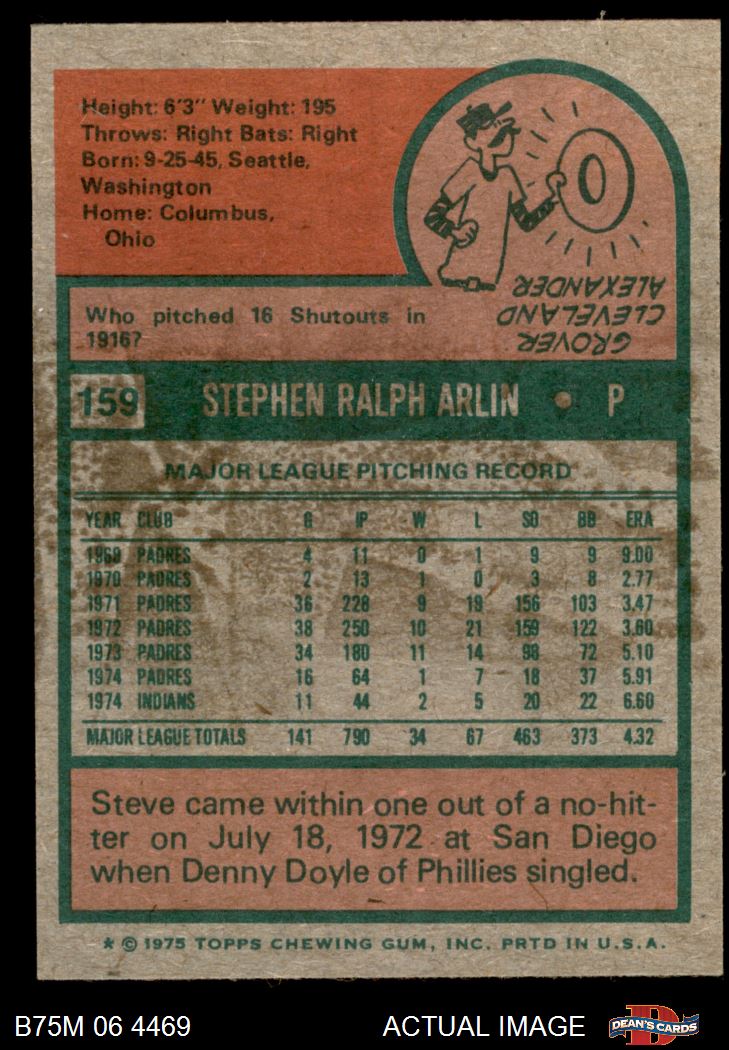 Height: 6'3" Weight: 195
Throws: Right Bats: Right
Born: 9-25-45, Seattle,
Washington
Home: Columbus,
Ohio
Who pitched 16 Shutouts in
1916?
GROVER
CLEVELAND
ALEXANDER
159 STEPHEN RALPH ARLIN • P
MAJOR LEAGUE PITCHING RECORD
YEAR CLUB G IP W L SO BB ERA
1969 PADRES 4 11 0 1 9 9 9.00
1970 PADRES 2 13 1 0 3 8 2.77
1971 PADRES 36 228 9 19 156 103 3.47
1972 PADRES 38 250 10 21 159 122 3.60
1973 PADRES 34 180 11 14 98 72 5.10
1974 PADRES 16 64 1 7 18 37 5.91
1974 INDIANS 11 44 2 5 20 22 6.60
MAJOR LEAGUE TOTALS 141 790 34 67 463 373 4.32
Steve came within one out of a no-hit-
ter on July 18, 1972 at San Diego
when Denny Doyle of Phillies singled.
* © 1975 TOPPS CHEWING GUM, INC. PRTD IN U.S.A.
B75M 06 4469 ACTUAL IMAGE D DEAN'S CARDS